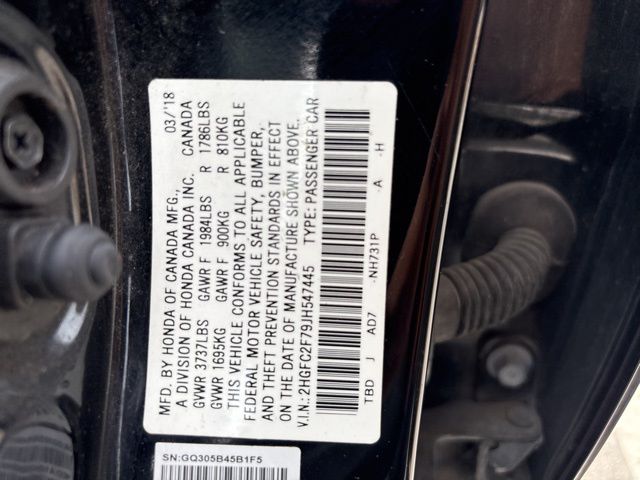 MFD. BY HONDA OF CANADA MFG., 03/'18
A DIVISION OF HONDA CANADA INC. CANADA
GVWR 3737LBS GAWR F 1984LBS R 1786LBS
GVWR 1695KG GAWR F 900KG R 810KG
THIS VEHICLE CONFORMS TO ALL APPLICABLE
FEDERAL MOTOR VEHICLE SAFETY, BUMPER,
AND THEFT PREVENTION STANDARDS IN EFFECT
ON THE DATE OF MANUFACTURE SHOWN ABOVE.
V.I.N.: 2HGFC2F79JH547445 TYPE: PASSENGER CAR
TBD J AD7 -NH731P -A -H
SN:GQ305B45B1F5